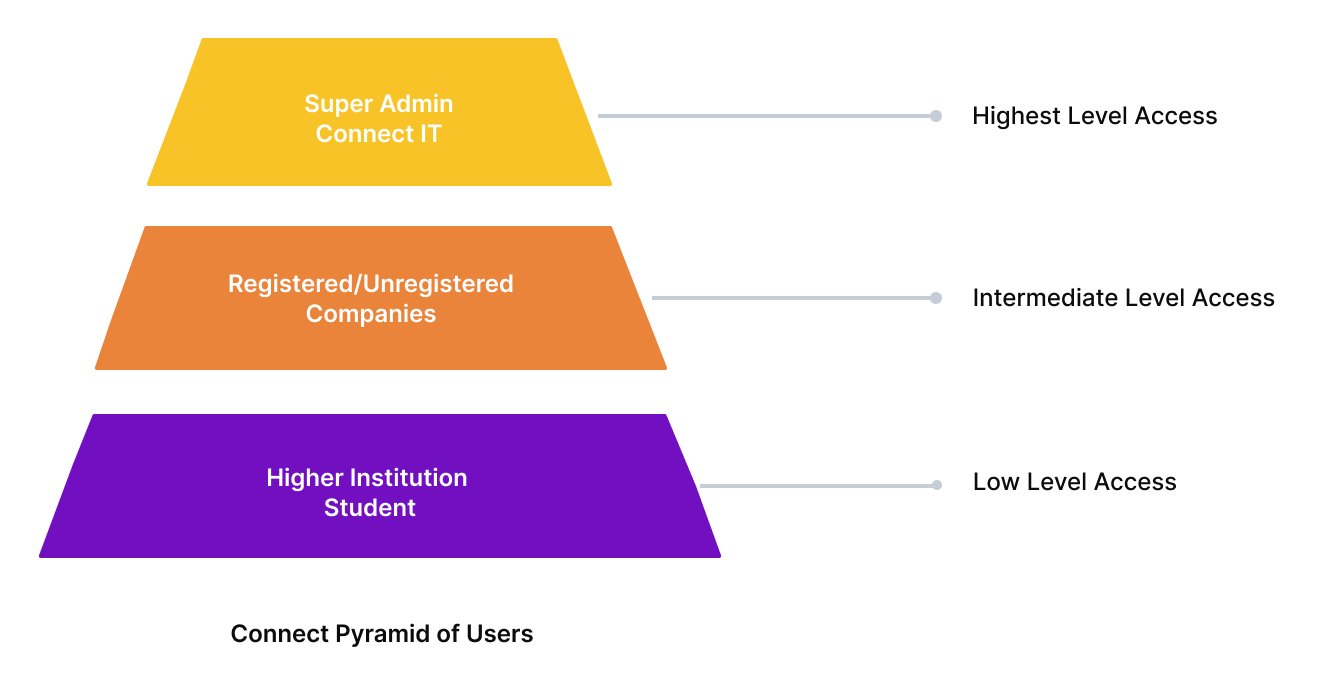 Super Admin
Connect IT
Highest Level Access
Registered/Unregistered
Companies
Intermediate Level Access
Higher Institution
Student
Low Level Access
Connect Pyramid of Users